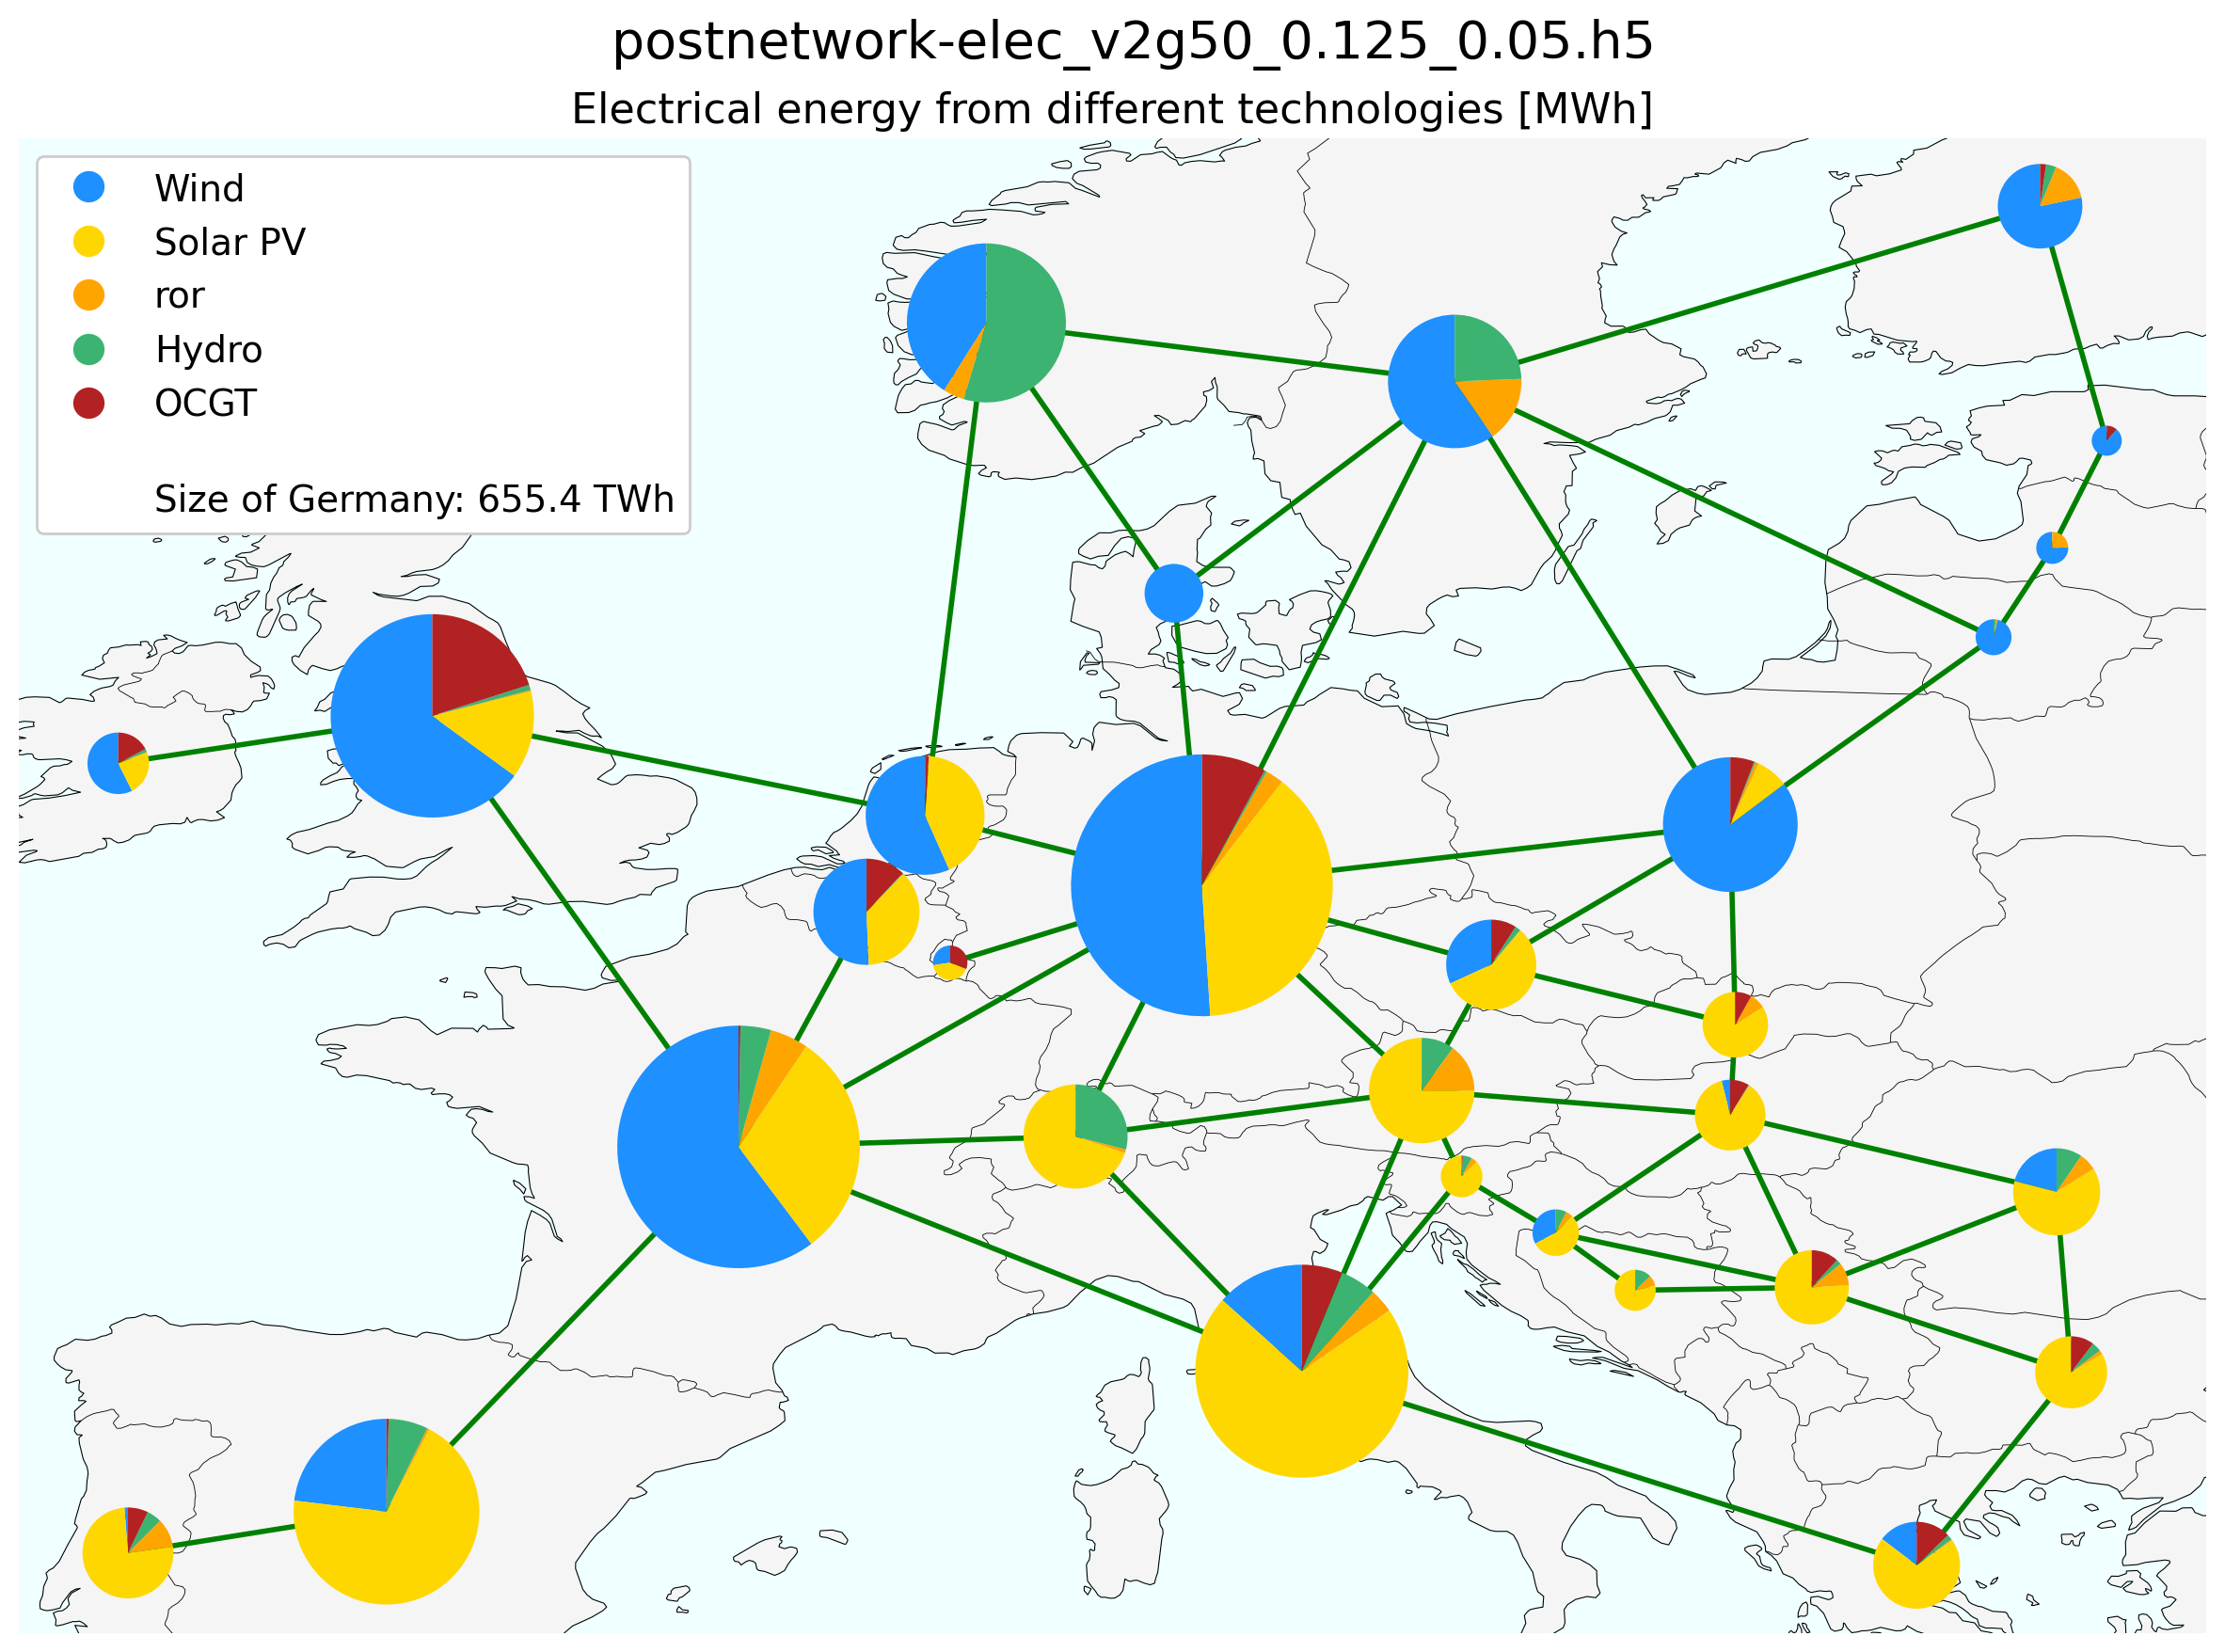 postnetwork-elec_v2g50_0.125_0.05.h5
Electrical energy from different technologies [MWh]
Wind
Solar PV
ror
Hydro
OCGT
Size of Germany: 655.4 TWh